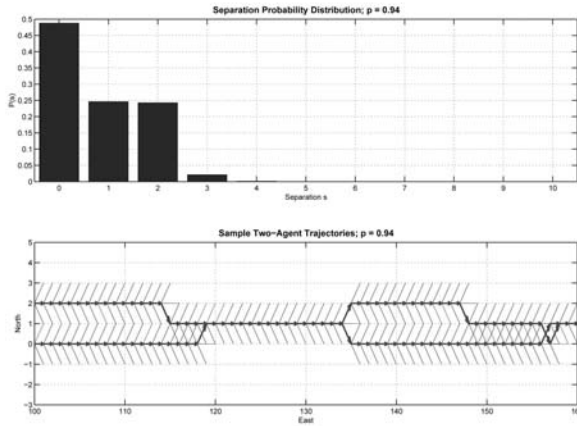 Separation Probability Distribution; p = 0.94
0.5
0.45
0.4
0.35
0.3
0.25
0.2
0.15
0.1
0.05
0
P(s)
0 1 2 3 4 5 6 7 8 9 10
Separation s
Sample Two−Agent Trajectories; p = 0.94
5
4
3
2
1
0
−1
−2
−3
North
100 110 120 130 140 150
East